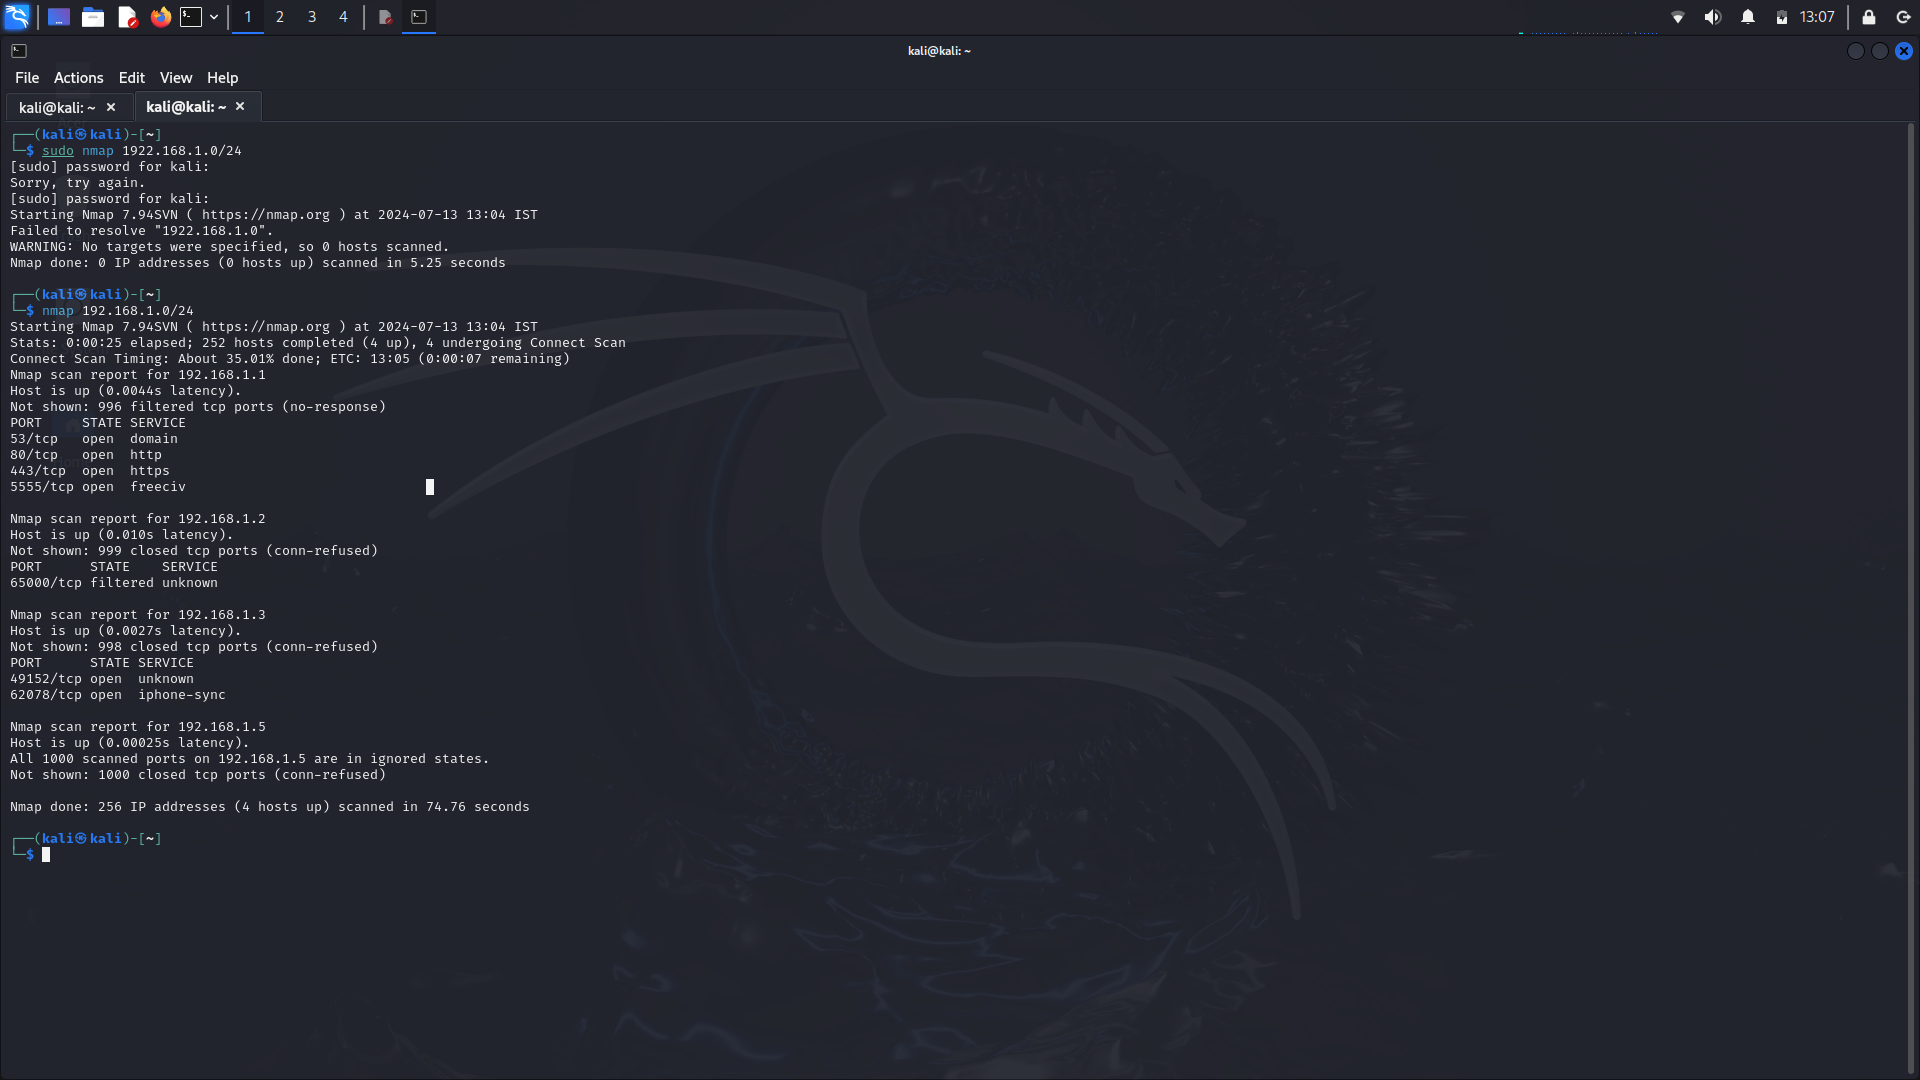 1 2 3 4
13:07
kali@kali: ~
File Actions Edit View Help
kali@kali: ~ × kali@kali: ~ ×
┌──(kali㉿kali)-[~]
└─$ sudo nmap 1922.168.1.0/24
[sudo] password for kali:
Sorry, try again.
[sudo] password for kali:
Starting Nmap 7.94SVN ( https://nmap.org ) at 2024-07-13 13:04 IST
Failed to resolve "1922.168.1.0".
WARNING: No targets were specified, so 0 hosts scanned.
Nmap done: 0 IP addresses (0 hosts up) scanned in 5.25 seconds
┌──(kali㉿kali)-[~]
└─$ nmap 192.168.1.0/24
Starting Nmap 7.94SVN ( https://nmap.org ) at 2024-07-13 13:04 IST
Stats: 0:00:25 elapsed; 252 hosts completed (4 up), 4 undergoing Connect Scan
Connect Scan Timing: About 35.01% done; ETC: 13:05 (0:00:07 remaining)
Nmap scan report for 192.168.1.1
Host is up (0.0044s latency).
Not shown: 996 filtered tcp ports (no-response)
PORT     STATE SERVICE
53/tcp   open  domain
80/tcp   open  http
443/tcp  open  https
5555/tcp open  freeciv
Nmap scan report for 192.168.1.2
Host is up (0.010s latency).
Not shown: 999 closed tcp ports (conn-refused)
PORT      STATE    SERVICE
65000/tcp filtered unknown
Nmap scan report for 192.168.1.3
Host is up (0.0027s latency).
Not shown: 998 closed tcp ports (conn-refused)
PORT      STATE SERVICE
49152/tcp open  unknown
62078/tcp open  iphone-sync
Nmap scan report for 192.168.1.5
Host is up (0.00025s latency).
All 1000 scanned ports on 192.168.1.5 are in ignored states.
Not shown: 1000 closed tcp ports (conn-refused)
Nmap done: 256 IP addresses (4 hosts up) scanned in 74.76 seconds
┌──(kali㉿kali)-[~]
└─$